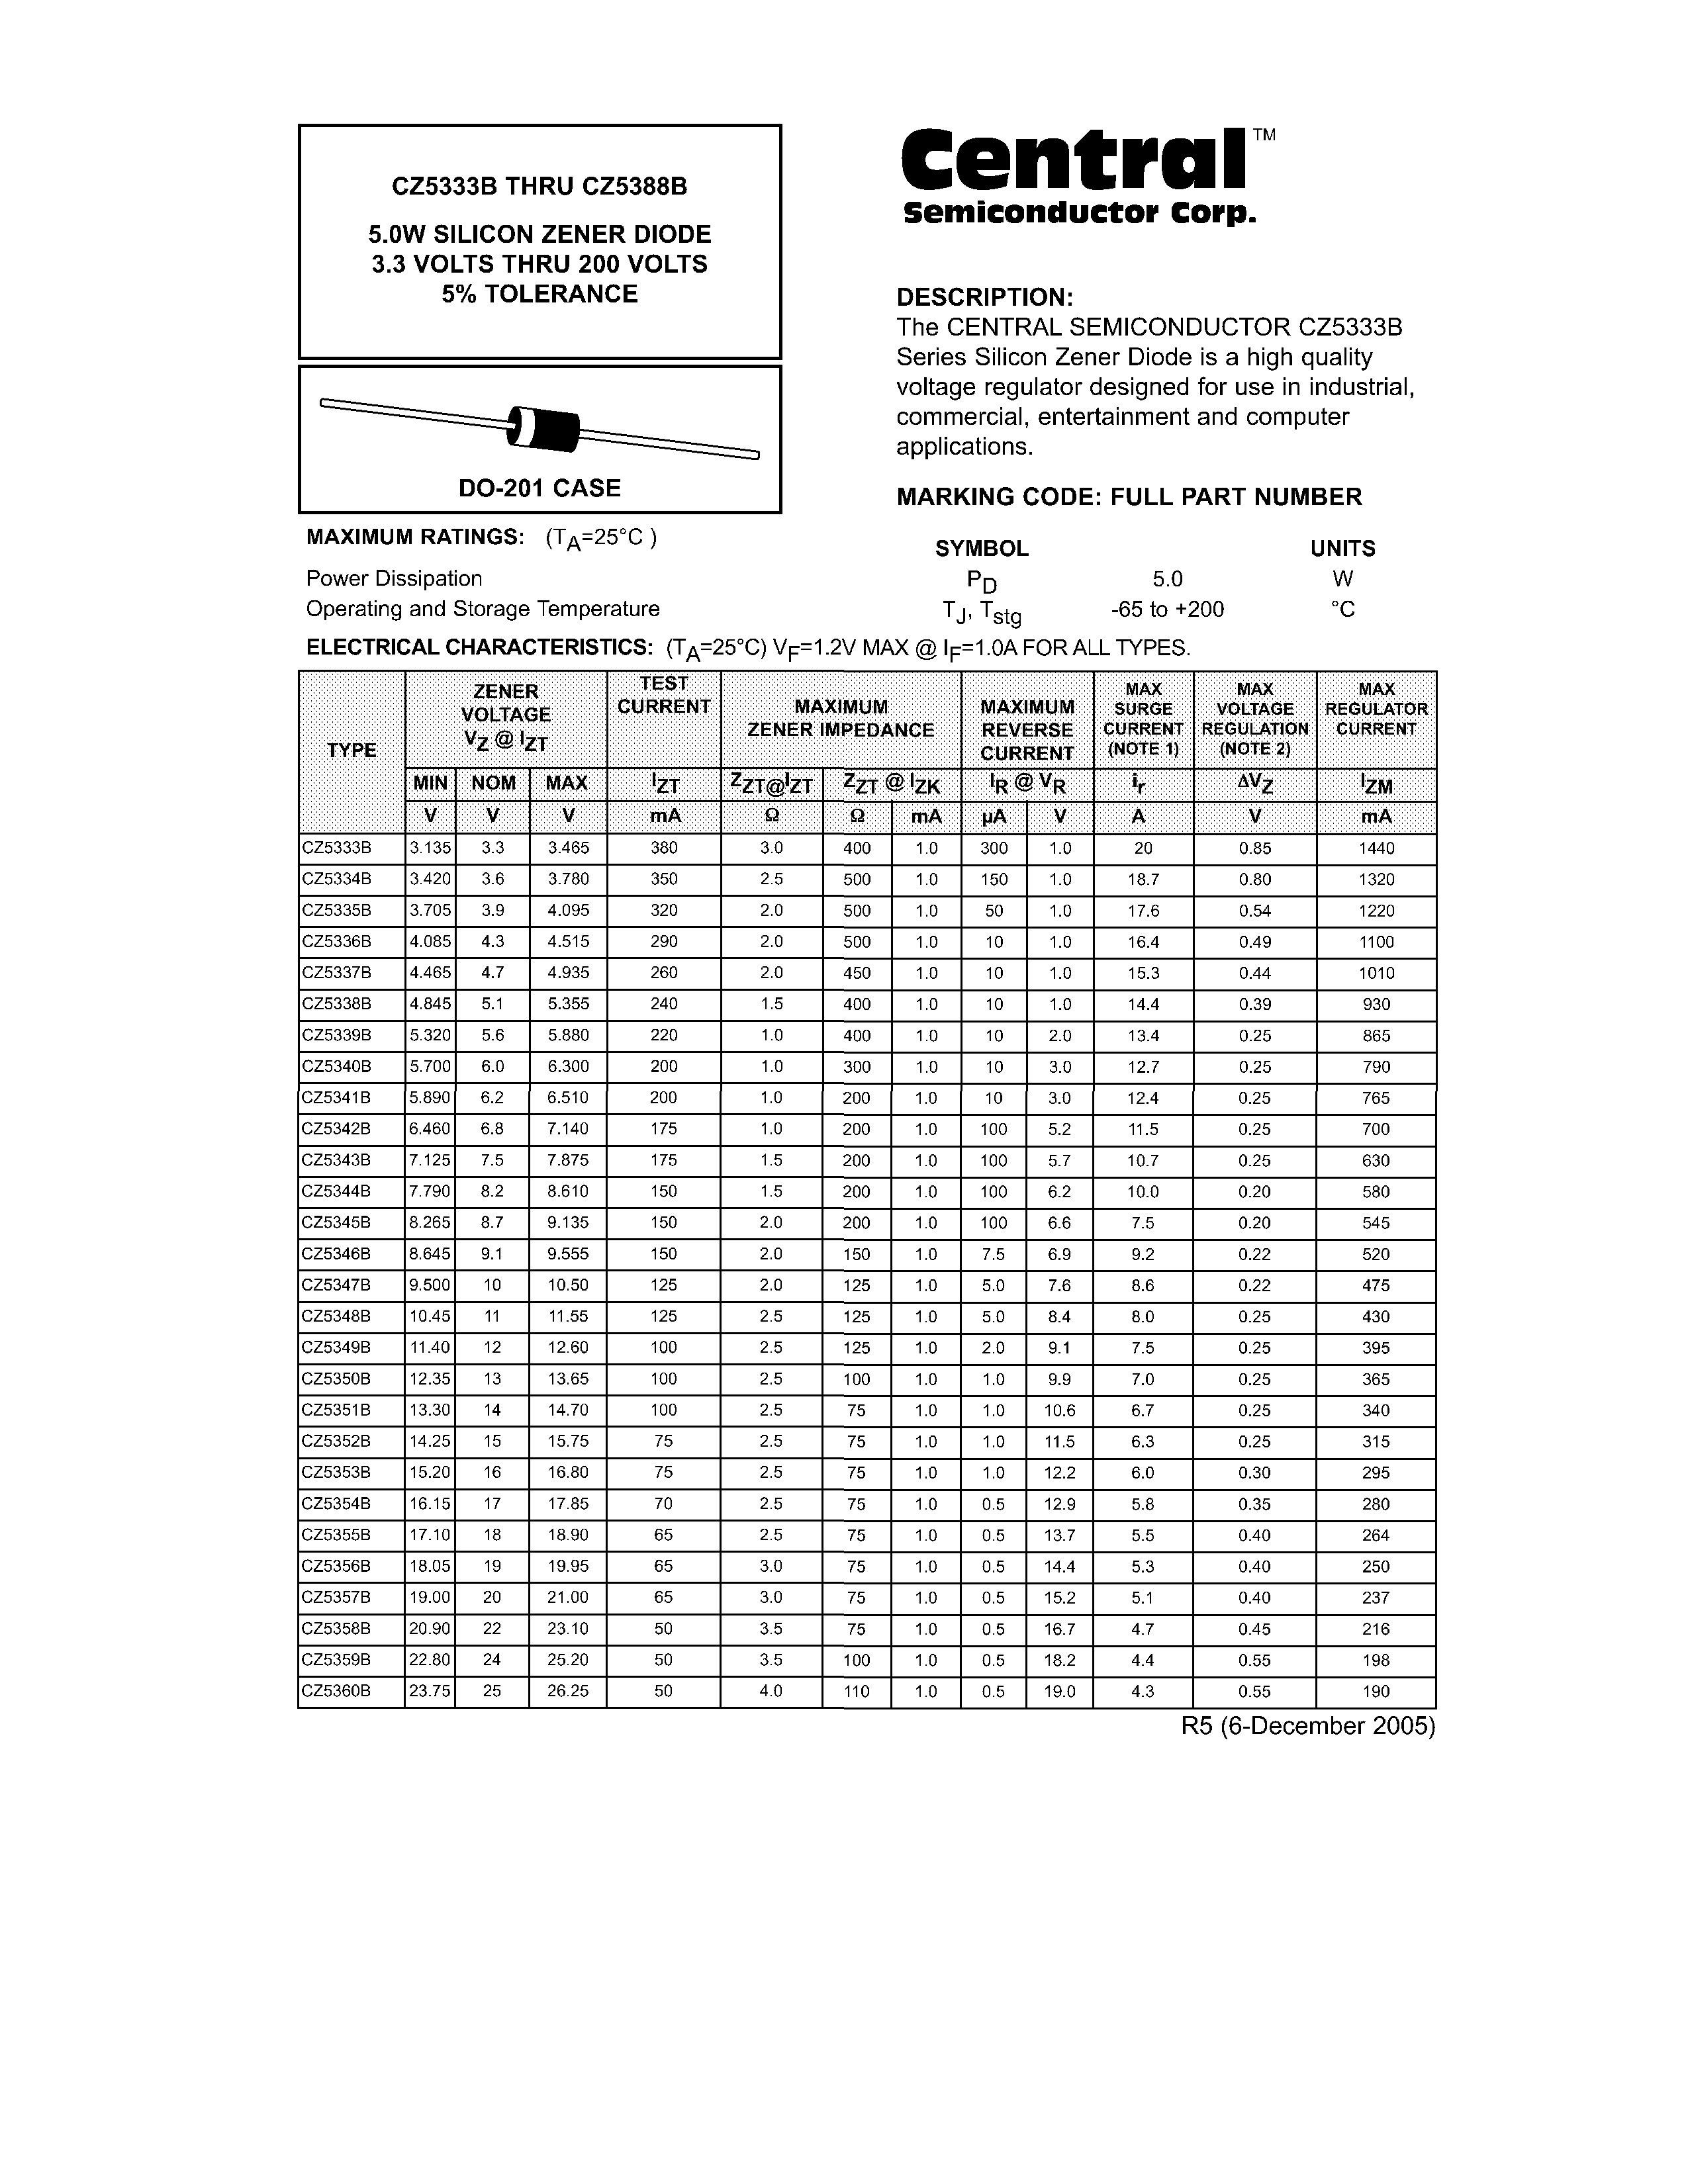 CZ5333B THRU CZ5388B
5.0W SILICON ZENER DIODE
3.3 VOLTS THRU 200 VOLTS
5% TOLERANCE
DO-201 CASE
Central™
Semiconductor Corp.
DESCRIPTION:
The CENTRAL SEMICONDUCTOR CZ5333B
Series Silicon Zener Diode is a high quality
voltage regulator designed for use in industrial,
commercial, entertainment and computer
applications.
MARKING CODE: FULL PART NUMBER
MAXIMUM RATINGS: (TA=25°C )
SYMBOL UNITS
Power Dissipation PD 5.0 W
Operating and Storage Temperature TJ, Tstg -65 to +200 °C
ELECTRICAL CHARACTERISTICS: (TA=25°C) VF=1.2V MAX @ IF=1.0A FOR ALL TYPES.
TYPE
ZENER
VOLTAGE
VZ @ IZT
TEST
CURRENT
MAXIMUM
ZENER IMPEDANCE
MAXIMUM
REVERSE
CURRENT
MAX
SURGE
CURRENT
(NOTE 1)
MAX
VOLTAGE
REGULATION
(NOTE 2)
MAX
REGULATOR
CURRENT
MIN NOM MAX IZT ZZT@IZT ZZT @ IZK IR @ VR ir ΔVZ IZM
V V V mA Ω Ω mA µA V A V mA
CZ5333B 3.135 3.3 3.465 380 3.0 400 1.0 300 1.0 20 0.85 1440
CZ5334B 3.420 3.6 3.780 350 2.5 500 1.0 150 1.0 18.7 0.80 1320
CZ5335B 3.705 3.9 4.095 320 2.0 500 1.0 50 1.0 17.6 0.54 1220
CZ5336B 4.085 4.3 4.515 290 2.0 500 1.0 10 1.0 16.4 0.49 1100
CZ5337B 4.465 4.7 4.935 260 2.0 450 1.0 10 1.0 15.3 0.44 1010
CZ5338B 4.845 5.1 5.355 240 1.5 400 1.0 10 1.0 14.4 0.39 930
CZ5339B 5.320 5.6 5.880 220 1.0 400 1.0 10 2.0 13.4 0.25 865
CZ5340B 5.700 6.0 6.300 200 1.0 300 1.0 10 3.0 12.7 0.25 790
CZ5341B 5.890 6.2 6.510 200 1.0 200 1.0 10 3.0 12.4 0.25 765
CZ5342B 6.460 6.8 7.140 175 1.0 200 1.0 100 5.2 11.5 0.25 700
CZ5343B 7.125 7.5 7.875 175 1.5 200 1.0 100 5.7 10.7 0.25 630
CZ5344B 7.790 8.2 8.610 150 1.5 200 1.0 100 6.2 10.0 0.20 580
CZ5345B 8.265 8.7 9.135 150 2.0 200 1.0 100 6.6 7.5 0.20 545
CZ5346B 8.645 9.1 9.555 150 2.0 150 1.0 7.5 6.9 9.2 0.22 520
CZ5347B 9.500 10 10.50 125 2.0 125 1.0 5.0 7.6 8.6 0.22 475
CZ5348B 10.45 11 11.55 125 2.5 125 1.0 5.0 8.4 8.0 0.25 430
CZ5349B 11.40 12 12.60 100 2.5 125 1.0 2.0 9.1 7.5 0.25 395
CZ5350B 12.35 13 13.65 100 2.5 100 1.0 1.0 9.9 7.0 0.25 365
CZ5351B 13.30 14 14.70 100 2.5 75 1.0 1.0 10.6 6.7 0.25 340
CZ5352B 14.25 15 15.75 75 2.5 75 1.0 1.0 11.5 6.3 0.25 315
CZ5353B 15.20 16 16.80 75 2.5 75 1.0 1.0 12.2 6.0 0.30 295
CZ5354B 16.15 17 17.85 70 2.5 75 1.0 0.5 12.9 5.8 0.35 280
CZ5355B 17.10 18 18.90 65 2.5 75 1.0 0.5 13.7 5.5 0.40 264
CZ5356B 18.05 19 19.95 65 3.0 75 1.0 0.5 14.4 5.3 0.40 250
CZ5357B 19.00 20 21.00 65 3.0 75 1.0 0.5 15.2 5.1 0.40 237
CZ5358B 20.90 22 23.10 50 3.5 75 1.0 0.5 16.7 4.7 0.45 216
CZ5359B 22.80 24 25.20 50 3.5 100 1.0 0.5 18.2 4.4 0.55 198
CZ5360B 23.75 25 26.25 50 4.0 110 1.0 0.5 19.0 4.3 0.55 190
R5 (6-December 2005)